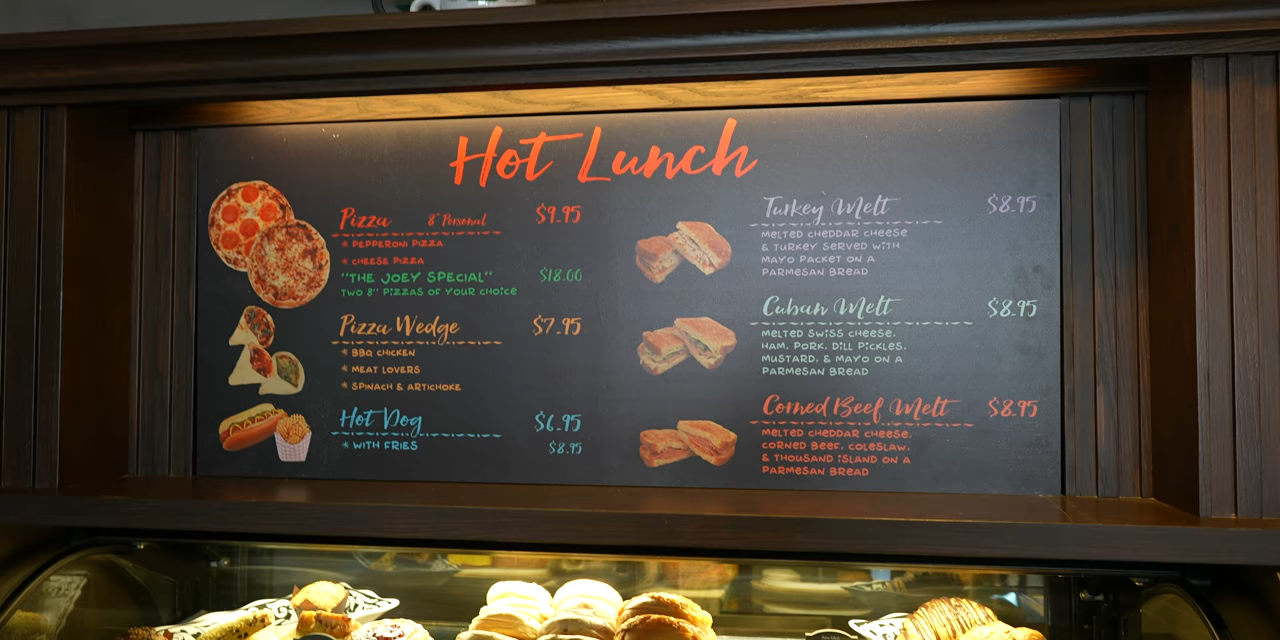 Hot Lunch
Pizza 8" Personal $9.95
* PEPPERONI PIZZA
* CHEESE PIZZA
"THE JOEY SPECIAL" $18.00
TWO 8" PIZZAS OF YOUR CHOICE
Pizza Wedge $7.95
* BBQ CHICKEN
* MEAT LOVERS
* SPINACH & ARTICHOKE
Hot Dog $6.95
* WITH FRIES $8.95
Turkey Melt $8.95
MELTED CHEDDAR CHEESE
& TURKEY SERVED WITH
MAYO PACKET ON A
PARMESAN BREAD
Cuban Melt $8.95
MELTED SWISS CHEESE,
HAM, PORK, DILL PICKLES,
MUSTARD, & MAYO ON A
PARMESAN BREAD
Corned Beef Melt $8.95
MELTED CHEDDAR CHEESE,
CORNED BEEF, COLESLAW,
& THOUSAND ISLAND ON A
PARMESAN BREAD